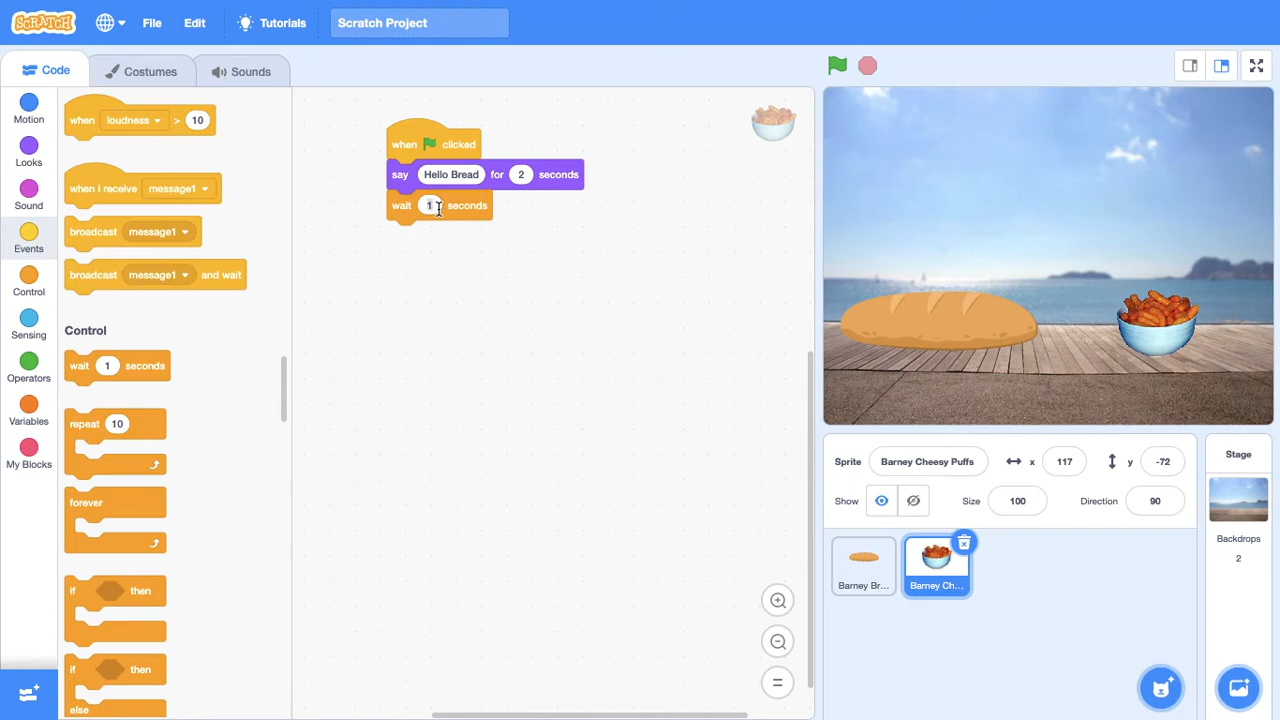 SCRATCH File Edit Tutorials Scratch Project
Code Costumes Sounds
Motion
Looks
Sound
Events
Control
Sensing
Operators
Variables
My Blocks
when loudness > 10
when I receive message1
broadcast message1
broadcast message1 and wait
Control
wait 1 seconds
repeat 10
forever
if then
if then
else
when clicked
say Hello Bread for 2 seconds
wait 1 seconds
Sprite Barney Cheesy Puffs x 117 y -72
Show Size 100 Direction 90
Barney Br...
Barney Ch...
Stage
Backdrops
2